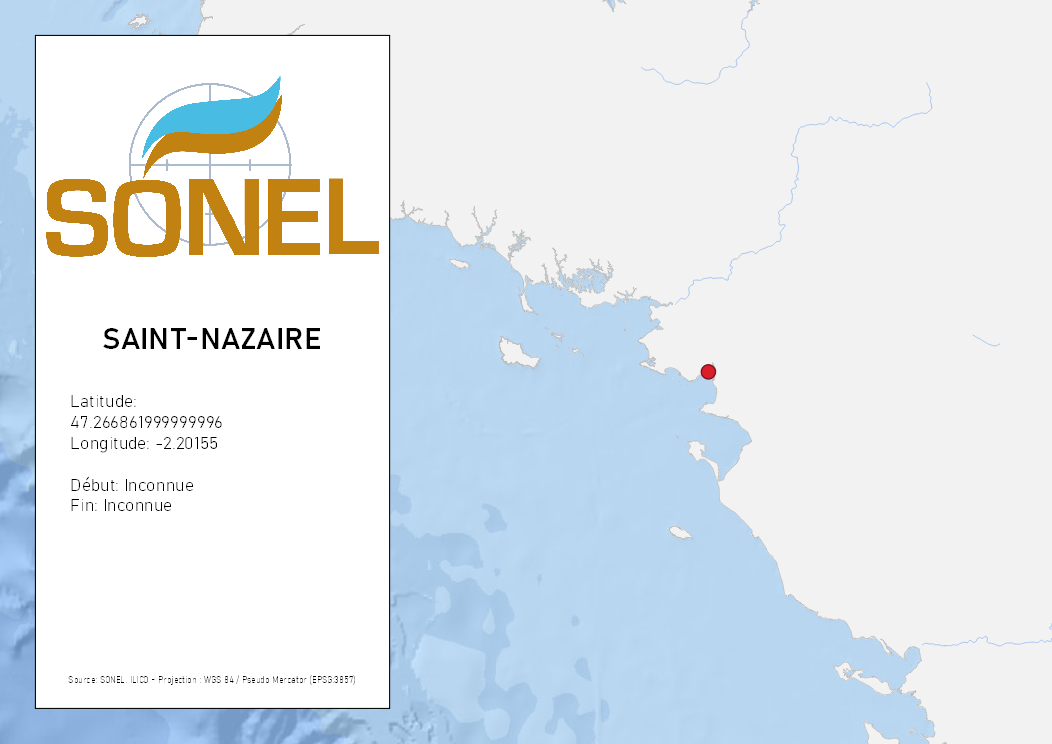 SONEL
SAINT-NAZAIRE
Latitude:
47.266861999999996
Longitude: -2.20155
Début: Inconnue
Fin: Inconnue
Source: SONEL, ILICO - Projection : WGS 84 / Pseudo Mercator (EPSG:3857)